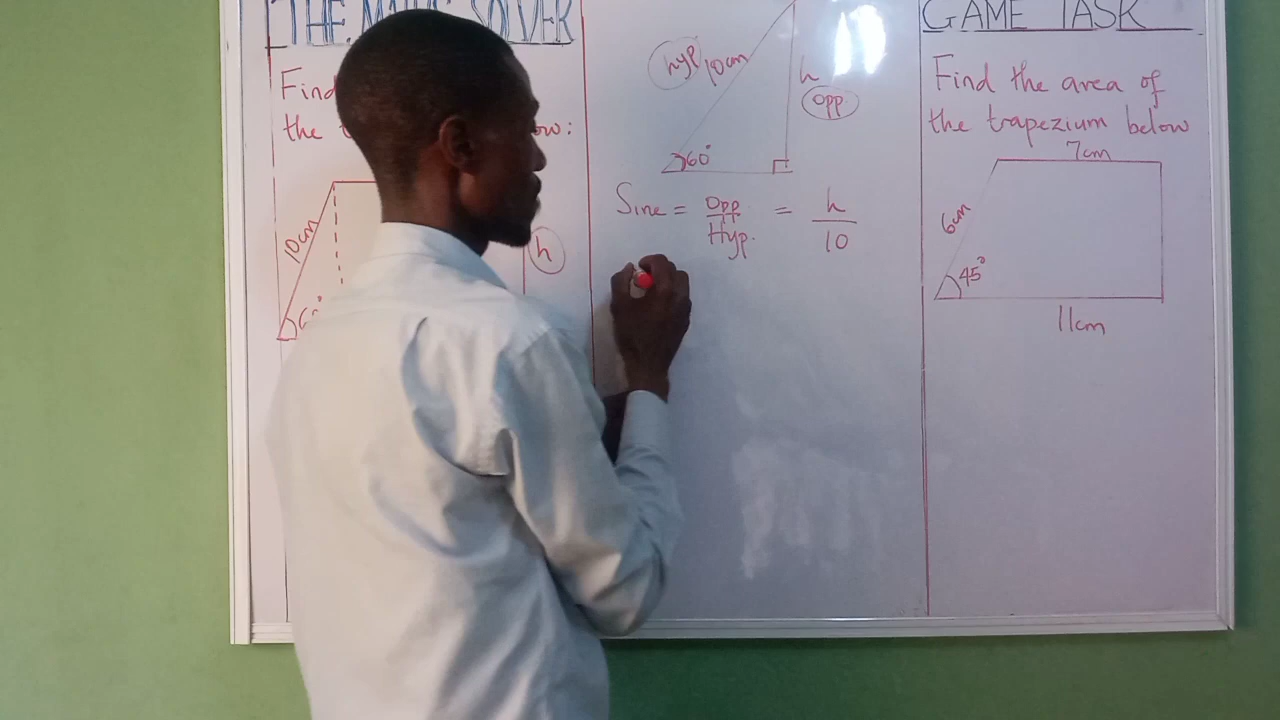 THE MATHS SOLVER
Find
the
ow:
10cm
h
hyp
10cm
h
opp
60°
Sine = Opp = h
Hyp. 10
GAME TASK
Find the area of
the trapezium below
7cm
6cm
45°
11cm